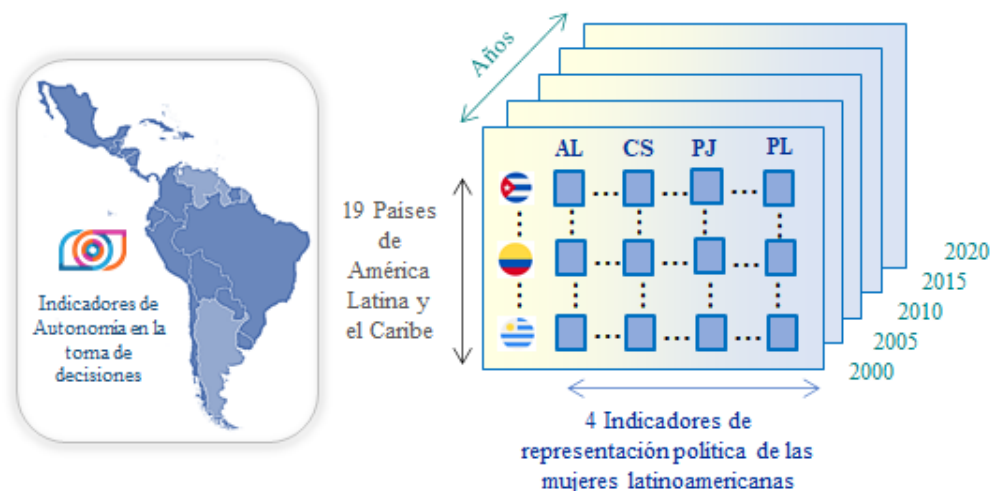 Indicadores de
Autonomía en la
toma de
decisiones
19 Países
de
América
Latina y
el Caribe
Años
AL CS PJ PL
2020
2015
2010
2005
2000
4 Indicadores de
representación política de las
mujeres latinoamericanas